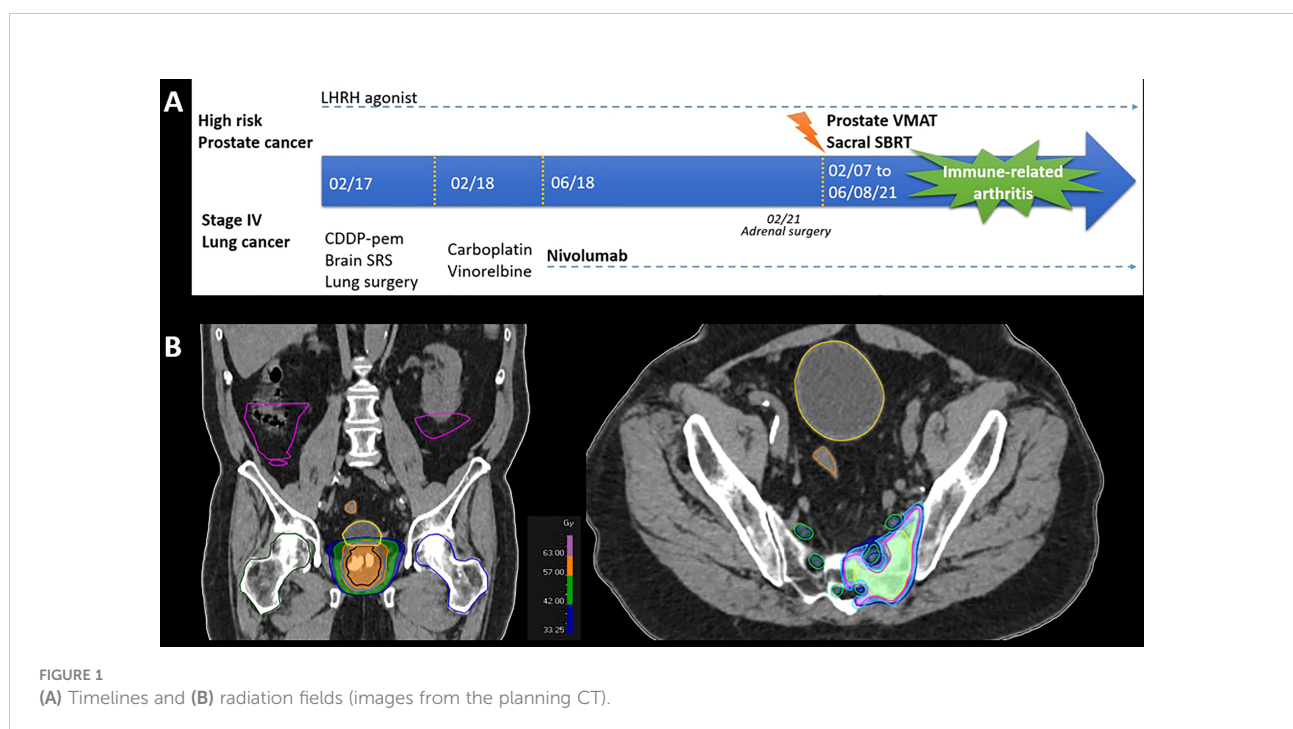 A
LHRH agonist
High risk
Prostate cancer
Prostate VMAT
Sacral SBRT
02/17
02/18
06/18
02/07 to
06/08/21
Immune-related
arthritis
Stage IV
Lung cancer
02/21
Adrenal surgery
CDDP-pem
Brain SRS
Lung surgery
Carboplatin
Vinorelbine
Nivolumab
B
Gy
63.00
57.00
42.00
33.25
FIGURE 1
(A) Timelines and (B) radiation fields (images from the planning CT).